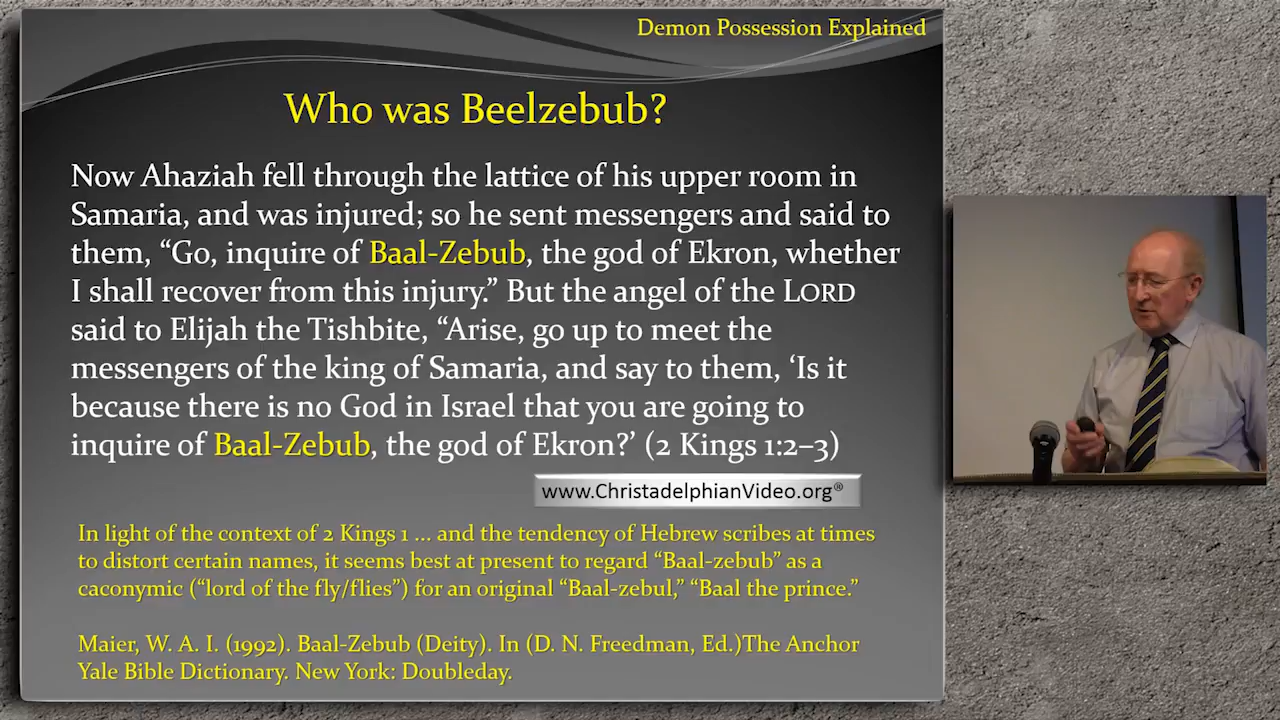 Demon Possession Explained
Who was Beelzebub?
Now Ahaziah fell through the lattice of his upper room in
Samaria, and was injured; so he sent messengers and said to
them, “Go, inquire of Baal-Zebub, the god of Ekron, whether
I shall recover from this injury.” But the angel of the LORD
said to Elijah the Tishbite, “Arise, go up to meet the
messengers of the king of Samaria, and say to them, ‘Is it
because there is no God in Israel that you are going to
inquire of Baal-Zebub, the god of Ekron?’ (2 Kings 1:2–3)
www.ChristadelphianVideo.org®
In light of the context of 2 Kings 1 ... and the tendency of Hebrew scribes at times
to distort certain names, it seems best at present to regard “Baal-zebub” as a
caconymic (“lord of the fly/flies”) for an original “Baal-zebul,” “Baal the prince.”
Maier, W. A. I. (1992). Baal-Zebub (Deity). In (D. N. Freedman, Ed.)The Anchor
Yale Bible Dictionary. New York: Doubleday.